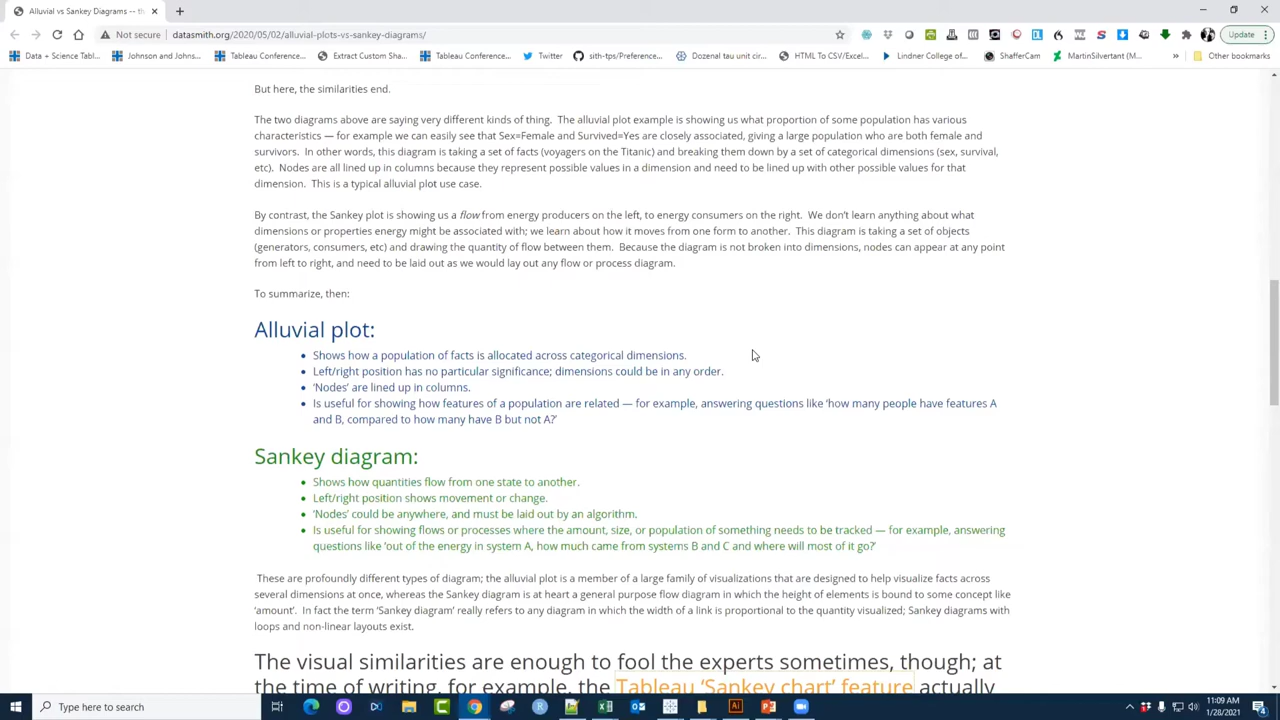 Alluvial vs Sankey Diagrams -- th
Not secure
datasmith.org/2020/05/02/alluvial-plots-vs-sankey-diagrams/
Update
Data + Science Tabl...
Johnson and Johns...
Tableau Conference...
Extract Custom Sha...
Tableau Conference...
Twitter
sith-tps/Preference...
Dozenal tau unit cir...
HTML To CSV/Excel...
Lindner College of...
ShafferCam
MartinSilvertant (M...
»
Other bookmarks
But here, the similarities end.
The two diagrams above are saying very different kinds of thing. The alluvial plot example is showing us what proportion of some population has various
characteristics — for example we can easily see that Sex=Female and Survived=Yes are closely associated, giving a large population who are both female and
survivors. In other words, this diagram is taking a set of facts (voyagers on the Titanic) and breaking them down by a set of categorical dimensions (sex, survival,
etc). Nodes are all lined up in columns because they represent possible values in a dimension and need to be lined up with other possible values for that
dimension. This is a typical alluvial plot use case.
By contrast, the Sankey plot is showing us a flow from energy producers on the left, to energy consumers on the right. We don't learn anything about what
dimensions or properties energy might be associated with; we learn about how it moves from one form to another. This diagram is taking a set of objects
(generators, consumers, etc) and drawing the quantity of flow between them. Because the diagram is not broken into dimensions, nodes can appear at any point
from left to right, and need to be laid out as we would lay out any flow or process diagram.
To summarize, then:
Alluvial plot:
• Shows how a population of facts is allocated across categorical dimensions.
• Left/right position has no particular significance; dimensions could be in any order.
• 'Nodes' are lined up in columns.
• Is useful for showing how features of a population are related — for example, answering questions like 'how many people have features A
and B, compared to how many have B but not A?'
Sankey diagram:
• Shows how quantities flow from one state to another.
• Left/right position shows movement or change.
• 'Nodes' could be anywhere, and must be laid out by an algorithm.
• Is useful for showing flows or processes where the amount, size, or population of something needs to be tracked — for example, answering
questions like 'out of the energy in system A, how much came from systems B and C and where will most of it go?'
These are profoundly different types of diagram; the alluvial plot is a member of a large family of visualizations that are designed to help visualize facts across
several dimensions at once, whereas the Sankey diagram is at heart a general purpose flow diagram in which the height of elements is bound to some concept like
'amount'. In fact the term 'Sankey diagram' really refers to any diagram in which the width of a link is proportional to the quantity visualized; Sankey diagrams with
loops and non-linear layouts exist.
The visual similarities are enough to fool the experts sometimes, though; at
the time of writing, for example, the Tableau 'Sankey chart' feature actually
Type here to search
11:09 AM
1/28/2021